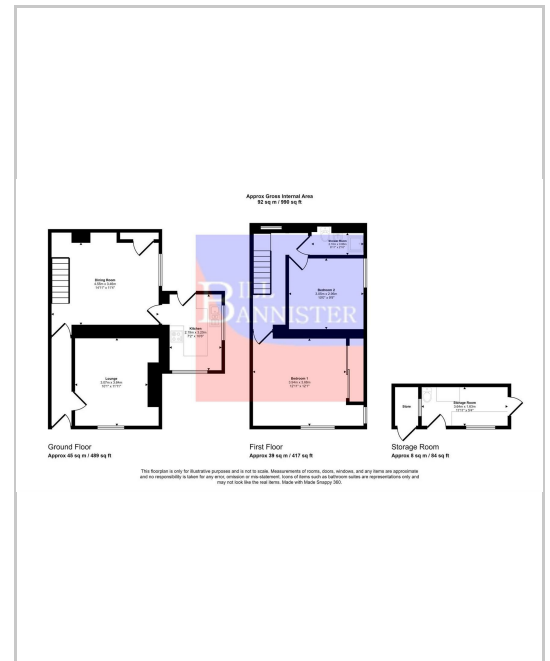 Approx Gross Internal Area
92 sq m / 990 sq ft
Dining Room
Shower Room
Bedroom 2
BILL
BANNISTER
Kitchen
Lounge
Bedroom 1
Store
Storage Room
Ground Floor
Approx 45 sq m / 489 sq ft
First Floor
Approx 39 sq m / 417 sq ft
Storage Room
Approx 8 sq m / 84 sq ft
This floorplan is only for illustrative purposes and is not to scale. Measurements of rooms, doors, windows, and any items are approximate
and no responsibility is taken for any error, omission or mis-statement. Icons of items such as bathroom suites are representations only and
may not look like the real items. Made with Made Snappy 360.